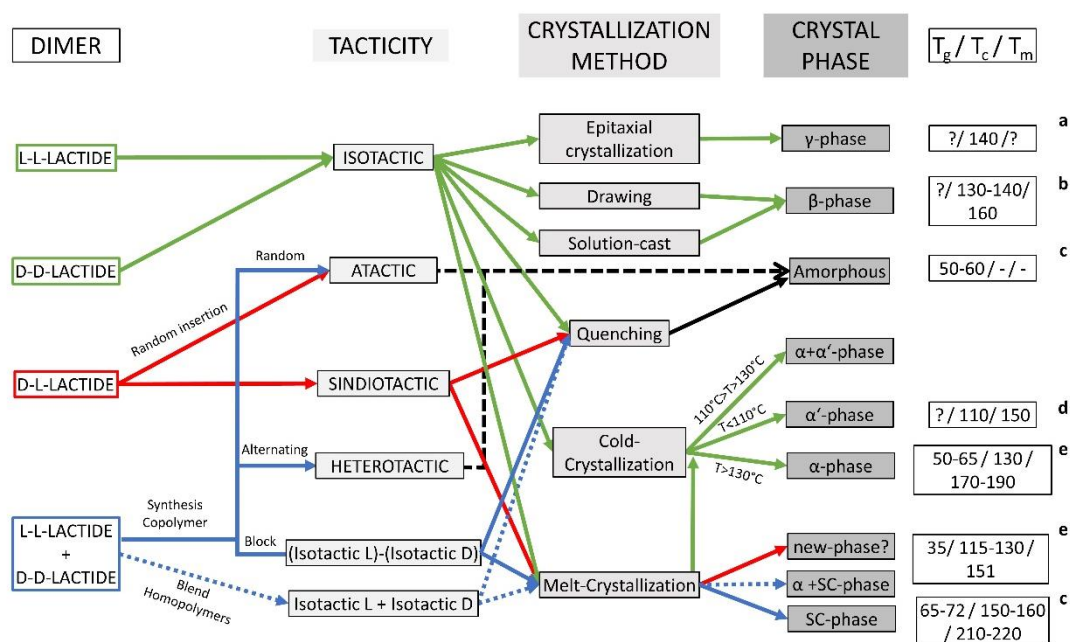 DIMER
TACTICITY
CRYSTALLIZATION
METHOD
CRYSTAL
PHASE
Tg / Tc / Tm
L-L-LACTIDE
D-D-LACTIDE
D-L-LACTIDE
L-L-LACTIDE
+
D-D-LACTIDE
Random
Random insertion
Alternating
Synthesis
Copolymer
Block
Blend
Homopolymers
ISOTACTIC
ATACTIC
SINDIOTACTIC
HETEROTACTIC
(Isotactic L)-(Isotactic D)
Isotactic L + Isotactic D
Epitaxial
crystallization
Drawing
Solution-cast
Quenching
Cold-
Crystallization
Melt-Crystallization
110°C>T>130°C
T<110°C
T>130°C
γ-phase
β-phase
Amorphous
α+α‘-phase
α‘-phase
α-phase
new-phase?
α +SC-phase
SC-phase
a
?/ 140 /?
b
?/ 130-140/
160
c
50-60 / -/ -
d
?/ 110/ 150
e
50-65 / 130 /
170-190
e
35/ 115-130 /
151
c
65-72 / 150-160
/ 210-220